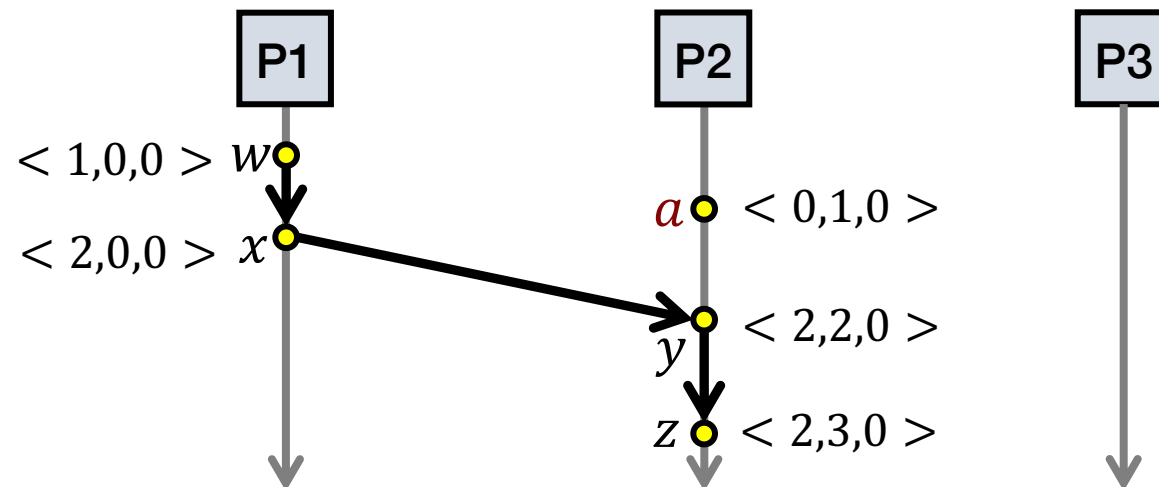 P1 P2 P3
< 1,0,0 > w
a < 0,1,0 >
< 2,0,0 > x
y < 2,2,0 >
z < 2,3,0 >